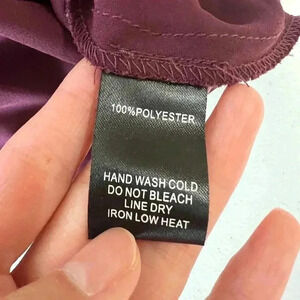 100%POLYESTER
HAND WASH COLD
DO NOT BLEACH
LINE DRY
IRON LOW HEAT